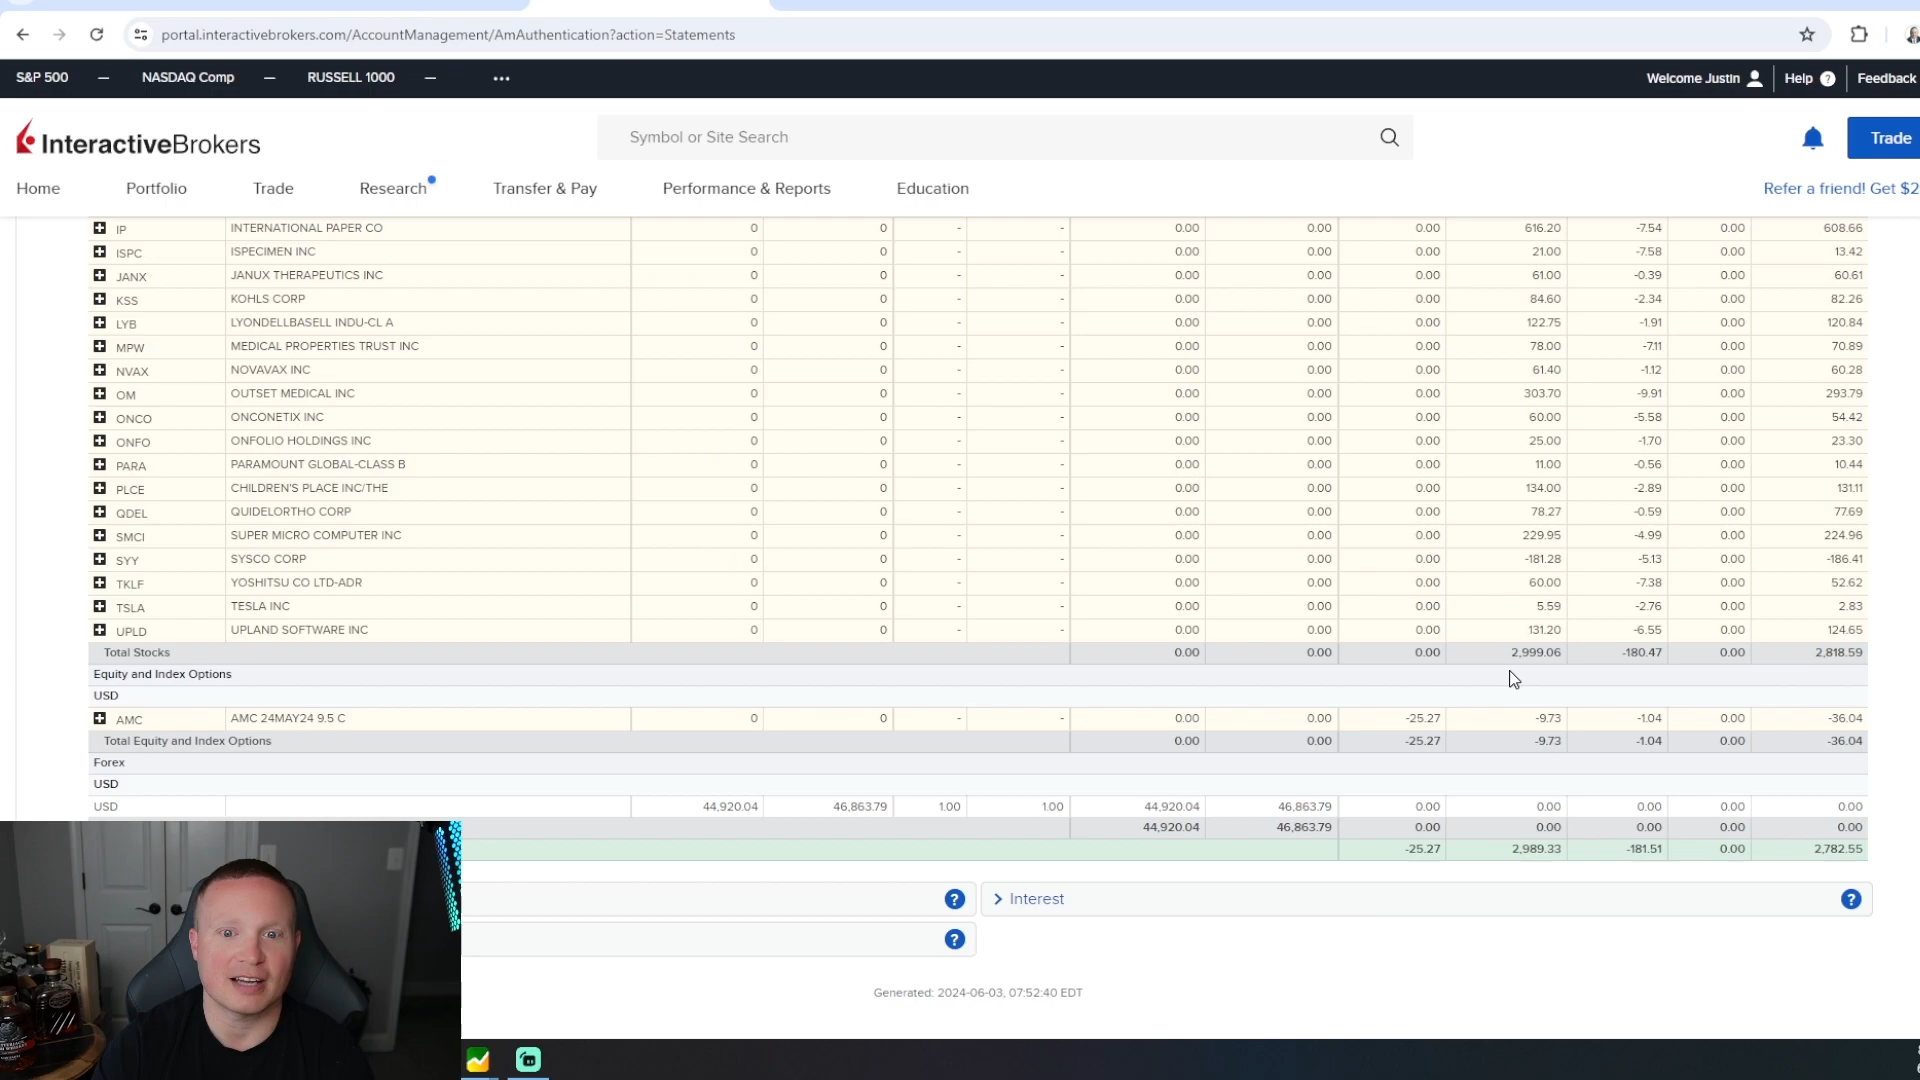 portal.interactivebrokers.com/AccountManagement/AmAuthentication?action=Statements
S&P 500 — NASDAQ Comp — RUSSELL 1000 — ••• Welcome Justin Help ? Feedback
InteractiveBrokers Symbol or Site Search Trade
Home Portfolio Trade Research Transfer & Pay Performance & Reports Education Refer a friend! Get $2
IP INTERNATIONAL PAPER CO 0 0 - - 0.00 0.00 0.00 616.20 -7.54 0.00 608.66
ISPC ISPECIMEN INC 0 0 - - 0.00 0.00 0.00 21.00 -7.58 0.00 13.42
JANX JANUX THERAPEUTICS INC 0 0 - - 0.00 0.00 0.00 61.00 -0.39 0.00 60.61
KSS KOHLS CORP 0 0 - - 0.00 0.00 0.00 84.60 -2.34 0.00 82.26
LYB LYONDELLBASELL INDU-CL A 0 0 - - 0.00 0.00 0.00 122.75 -1.91 0.00 120.84
MPW MEDICAL PROPERTIES TRUST INC 0 0 - - 0.00 0.00 0.00 78.00 -7.11 0.00 70.89
NVAX NOVAVAX INC 0 0 - - 0.00 0.00 0.00 61.40 -1.12 0.00 60.28
OM OUTSET MEDICAL INC 0 0 - - 0.00 0.00 0.00 303.70 -9.91 0.00 293.79
ONCO ONCONETIX INC 0 0 - - 0.00 0.00 0.00 60.00 -5.58 0.00 54.42
ONFO ONFOLIO HOLDINGS INC 0 0 - - 0.00 0.00 0.00 25.00 -1.70 0.00 23.30
PARA PARAMOUNT GLOBAL-CLASS B 0 0 - - 0.00 0.00 0.00 11.00 -0.56 0.00 10.44
PLCE CHILDREN'S PLACE INC/THE 0 0 - - 0.00 0.00 0.00 134.00 -2.89 0.00 131.11
QDEL QUIDELORTHO CORP 0 0 - - 0.00 0.00 0.00 78.27 -0.59 0.00 77.69
SMCI SUPER MICRO COMPUTER INC 0 0 - - 0.00 0.00 0.00 229.95 -4.99 0.00 224.96
SYY SYSCO CORP 0 0 - - 0.00 0.00 0.00 -181.28 -5.13 0.00 -186.41
TKLF YOSHITSU CO LTD-ADR 0 0 - - 0.00 0.00 0.00 60.00 -7.38 0.00 52.62
TSLA TESLA INC 0 0 - - 0.00 0.00 0.00 5.59 -2.76 0.00 2.83
UPLD UPLAND SOFTWARE INC 0 0 - - 0.00 0.00 0.00 131.20 -6.55 0.00 124.65
Total Stocks 0.00 0.00 0.00 2,999.06 -180.47 0.00 2,818.59
Equity and Index Options
USD
AMC AMC 24MAY24 9.5 C 0 0 - - 0.00 0.00 -25.27 -9.73 -1.04 0.00 -36.04
Total Equity and Index Options 0.00 0.00 -25.27 -9.73 -1.04 0.00 -36.04
Forex
USD
USD 44,920.04 46,863.79 1.00 1.00 44,920.04 46,863.79 0.00 0.00 0.00 0.00 0.00
44,920.04 46,863.79 0.00 0.00 0.00 0.00 0.00
-25.27 2,989.33 -181.51 0.00 2,782.55
? Interest ?
?
Generated: 2024-06-03, 07:52:40 EDT